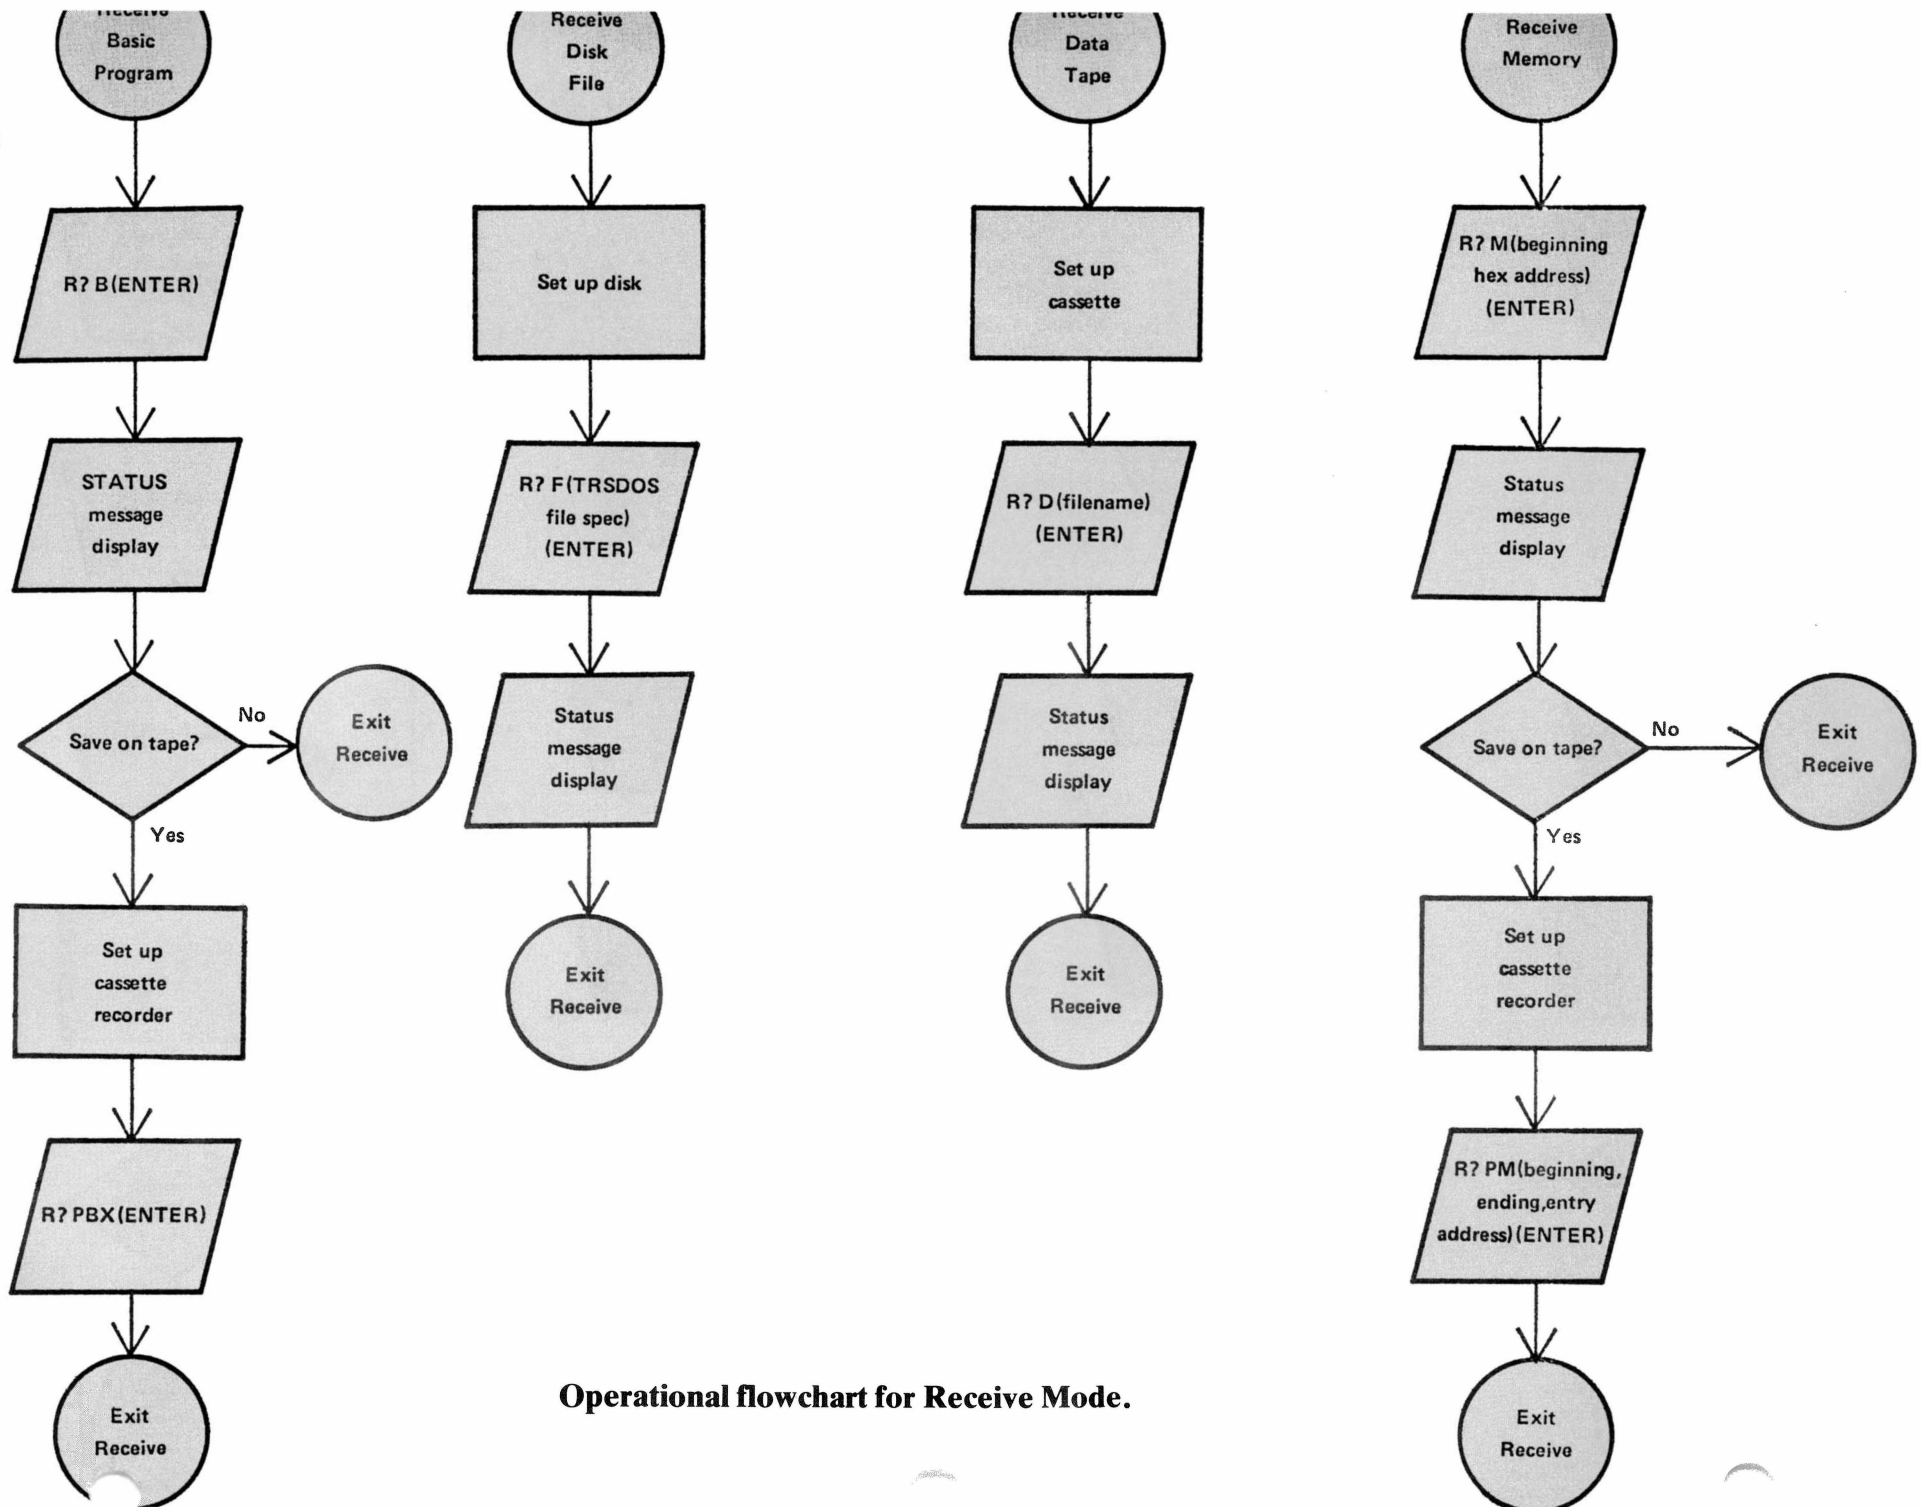 Receive
Basic
Program
R? B(ENTER)
STATUS
message
display
Save on tape?
No
Exit
Receive
Yes
Set up
cassette
recorder
R? PBX(ENTER)
Exit
Receive
Receive
Disk
File
Set up disk
R? F(TRSDOS
file spec)
(ENTER)
Status
message
display
Exit
Receive
Receive
Data
Tape
Set up
cassette
R? D(filename)
(ENTER)
Status
message
display
Exit
Receive
Receive
Memory
R? M(beginning
hex address)
(ENTER)
Status
message
display
Save on tape?
No
Exit
Receive
Yes
Set up
cassette
recorder
R? PM(beginning,
ending,entry
address)(ENTER)
Exit
Receive
Operational flowchart for Receive Mode.